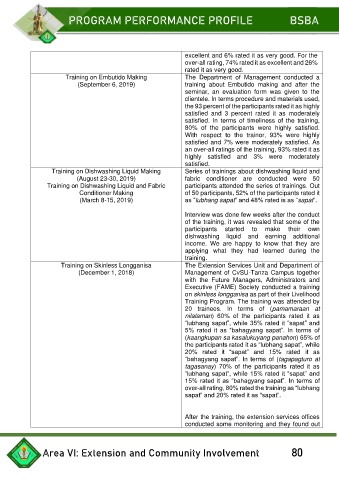 PROGRAM PERFORMANCE PROFILE BSBA
excellent and 6% rated it as very good. For the
over-all rating, 74% rated it as excellent and 26%
rated it as very good.
Training on Embutido Making
(September 6, 2019)
The Department of Management conducted a
training about Embutido making and after the
seminar, an evaluation form was given to the
clientele. In terms procedure and materials used,
the 93 percent of the participants rated it as highly
satisfied and 3 percent rated it as moderately
satisfied. In terms of timeliness of the training,
80% of the participants were highly satisfied.
With respect to the trainor, 93% were highly
satisfied and 7% were moderately satisfied. As
an over-all ratings of the training, 93% rated it as
highly satisfied and 3% were moderately
satisfied.
Training on Dishwashing Liquid Making
(August 23-30, 2019)
Training on Dishwashing Liquid and Fabric
Conditioner Making
(March 8-15, 2019)
Series of trainings about dishwashing liquid and
fabric conditioner are conducted were 50
participants attended the series of trainings. Out
of 50 participants, 52% of the participants rated it
as "lubhang sapat" and 48% rated is as "sapat".
Interview was done few weeks after the conduct
of the training, it was revealed that some of the
participants started to make their own
dishwashing liquid and earning additional
income. We are happy to know that they are
applying what they had learned during the
training.
Training on Skinless Longganisa
(December 1, 2018)
The Extension Services Unit and Department of
Management of CvSU-Tanza Campus together
with the Future Managers, Administrators and
Executive (FAME) Society conducted a training
on skinless longganisa as part of their Livelihood
Training Program. The training was attended by
20 trainees. In terms of (pamamaraan at
nilalaman) 60% of the participants rated it as
"lubhang sapat", while 35% rated it "sapat" and
5% rated it as "bahagyang sapat". In terms of
(kaangkupan sa kasalukuyang panahon) 65% of
the participants rated it as "lubhang sapat", while
20% rated it "sapat" and 15% rated it as
"bahagyang sapat". In terms of (tagapagturo at
tagasanay) 70% of the participants rated it as
"lubhang sapat", while 15% rated it "sapat" and
15% rated it as "bahagyang sapat". In terms of
over-all rating, 80% rated the training as "lubhang
sapat" and 20% rated it as "sapat".
After the training, the extension services offices
conducted some monitoring and they found out
Area VI: Extension and Community Involvement 80